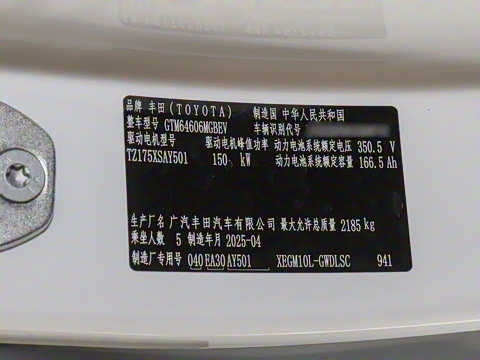 品牌 丰田(TOYOTA) 制造国 中华人民共和国
整车型号 GTM64606MGBEV 车辆识别代号
驱动电机型号 驱动电机峰值功率 动力电池系统额定电压 350.5 V
TZ175XSAY501 150 kW 动力电池系统额定容量 166.5 Ah
生产厂名 广汽丰田汽车有限公司 最大允许总质量 2185 kg
乘坐人数 5 制造年月 2025-04
制造厂专用号 040 EA30 AY501 XEGM10L-GWDLSC 941